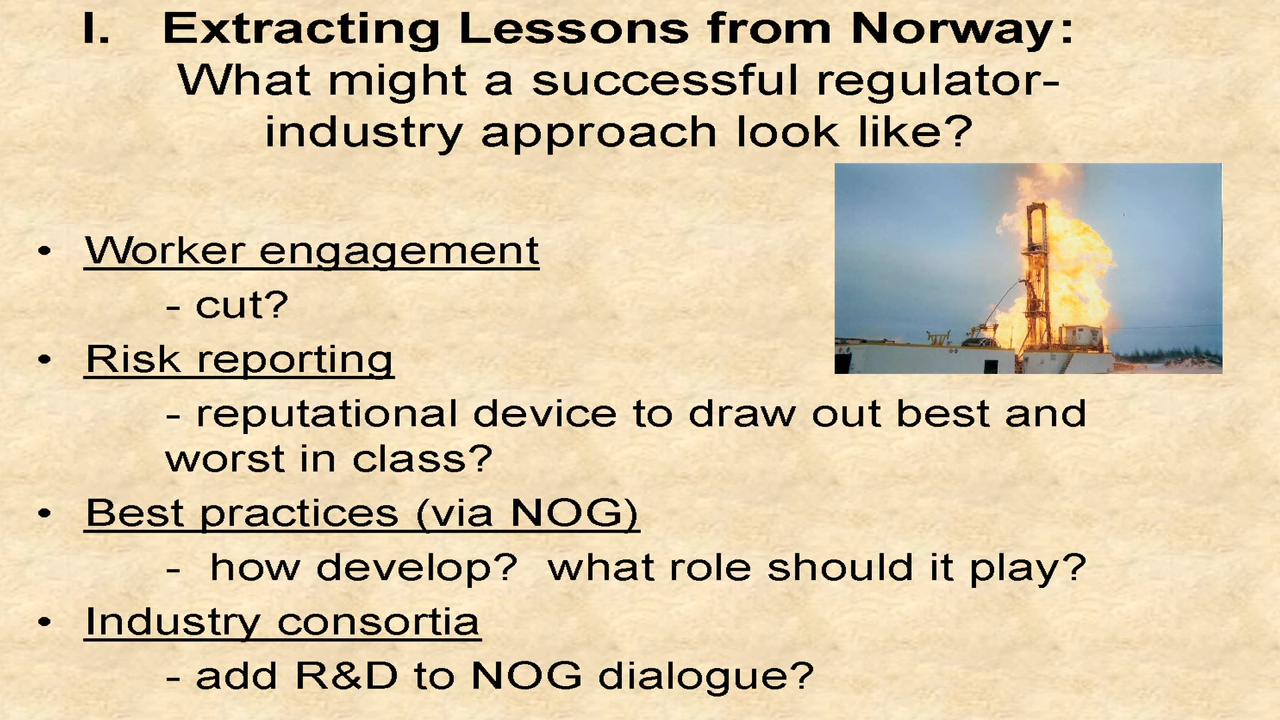 I. Extracting Lessons from Norway:
What might a successful regulator-
industry approach look like?
• Worker engagement
- cut?
• Risk reporting
- reputational device to draw out best and
worst in class?
• Best practices (via NOG)
- how develop? what role should it play?
• Industry consortia
- add R&D to NOG dialogue?